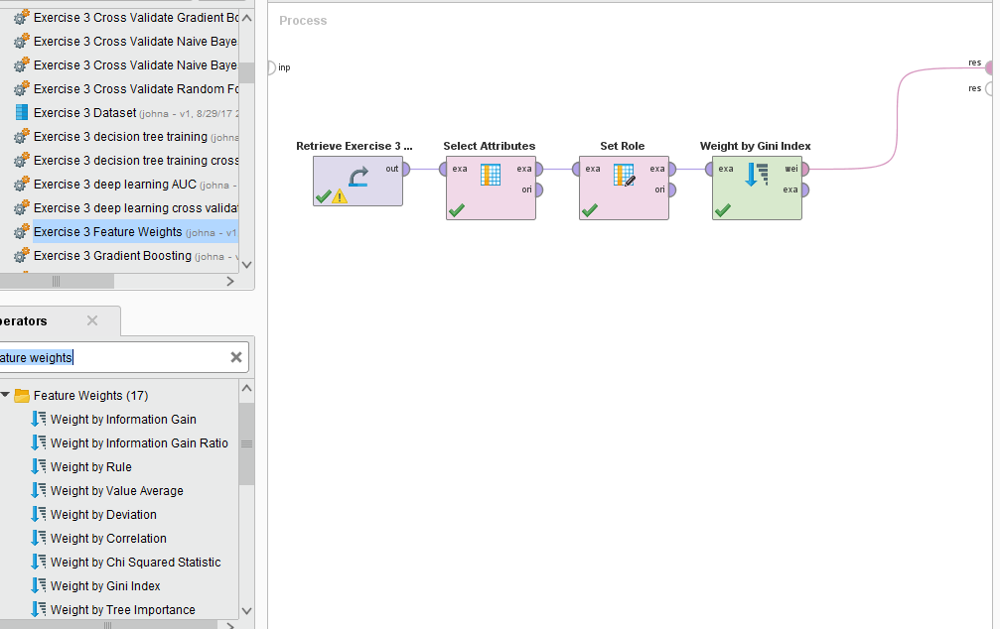 Exercise 3 Cross Validate Gradient Bo
Exercise 3 Cross Validate Naive Baye
Exercise 3 Cross Validate Naive Baye
Exercise 3 Cross Validate Random Fo
Exercise 3 Dataset (johna - v1, 8/29/17 2
Exercise 3 decision tree training (johna
Exercise 3 decision tree training cross
Exercise 3 deep learning AUC (johna -
Exercise 3 deep learning cross valida
Exercise 3 Feature Weights (johna - v1
Exercise 3 Gradient Boosting (johna - v
perators
ature weights
Feature Weights (17)
Weight by Information Gain
Weight by Information Gain Ratio
Weight by Rule
Weight by Value Average
Weight by Deviation
Weight by Correlation
Weight by Chi Squared Statistic
Weight by Gini Index
Weight by Tree Importance
Process
inp
res
res
Retrieve Exercise 3 ...
out
Select Attributes
exa exa
ori
Set Role
exa exa
ori
Weight by Gini Index
exa wei
exa